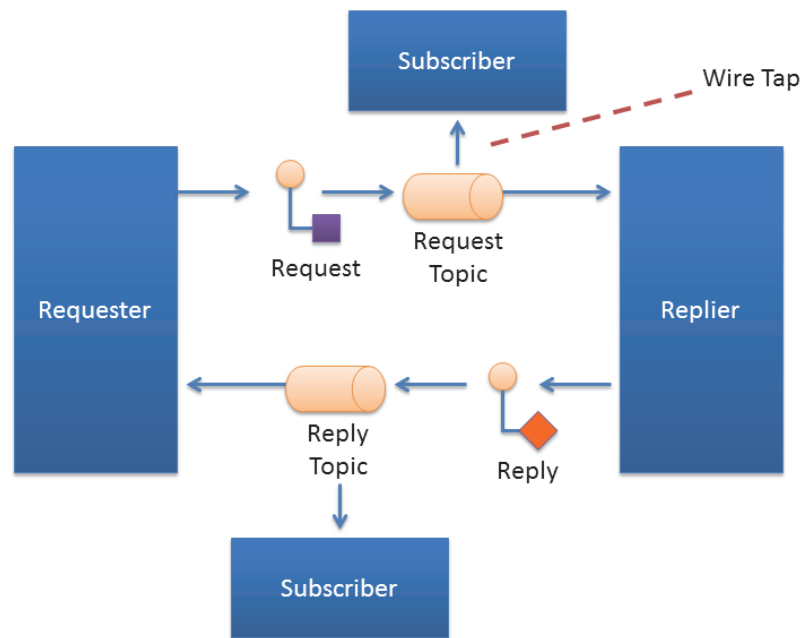 Subscriber
Wire Tap
Requester
Request
Request
Topic
Replier
Reply
Topic
Reply
Subscriber